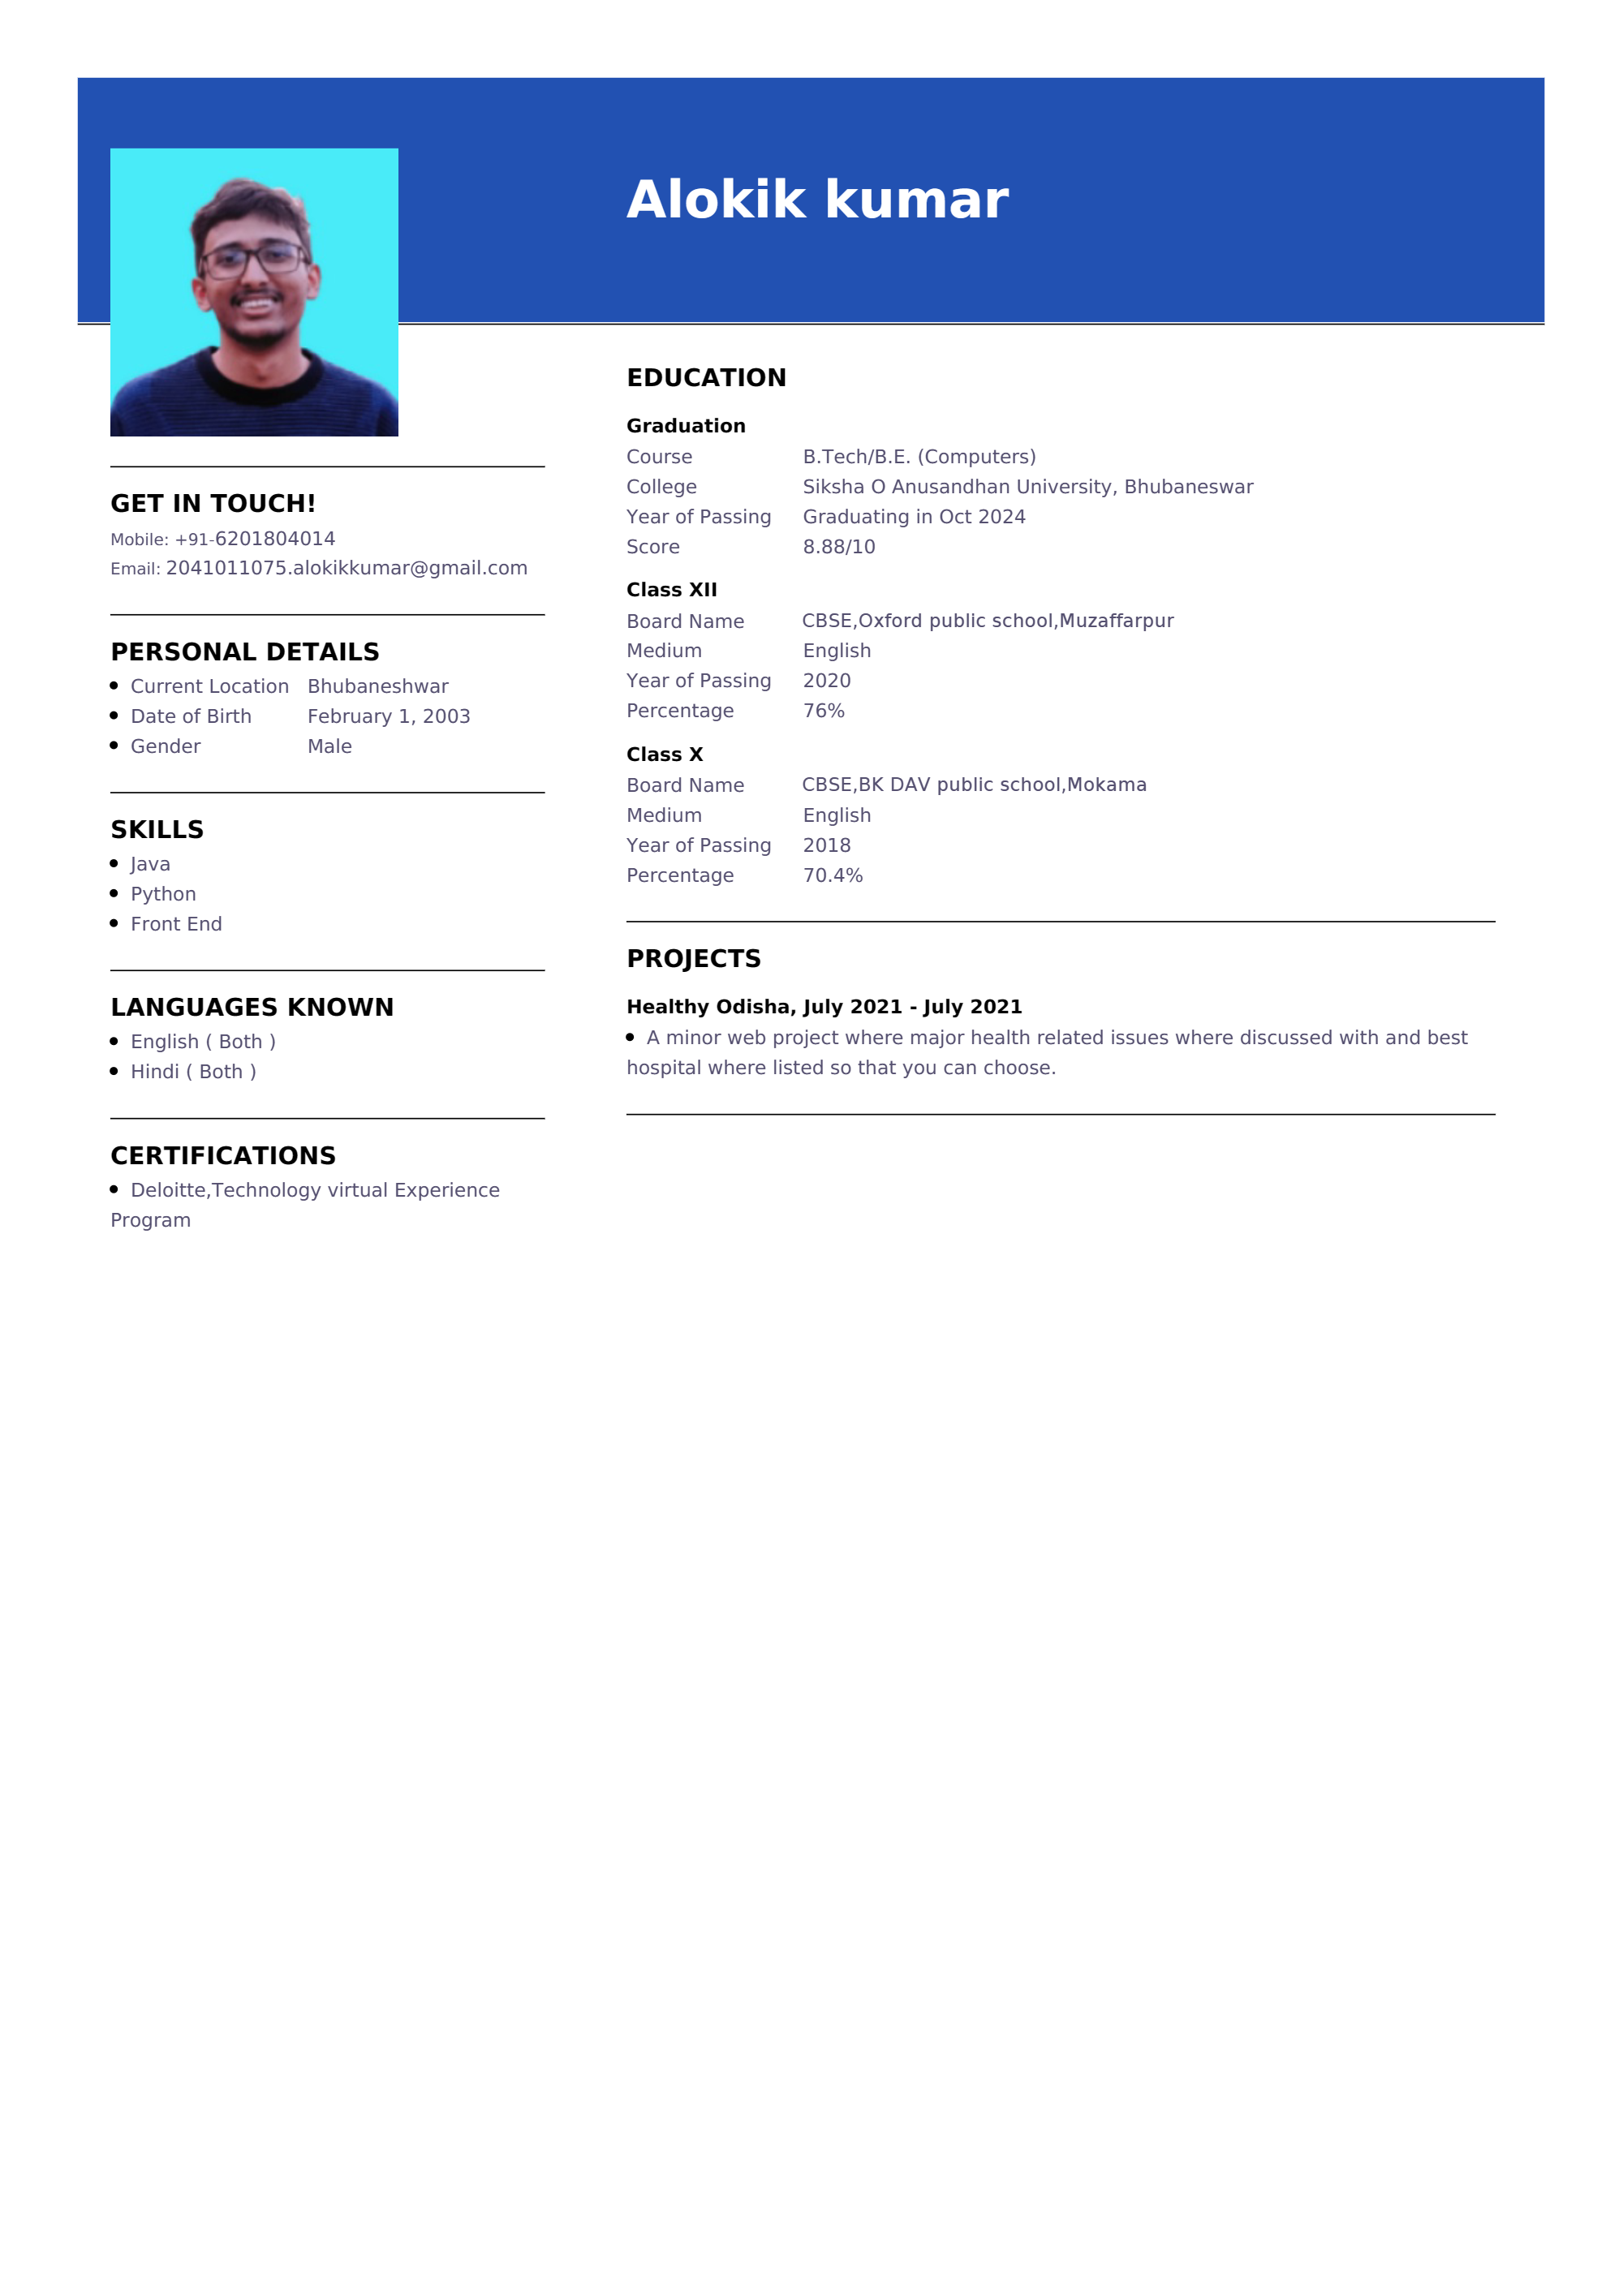 Alokik kumar
GET IN TOUCH!
Mobile: +91-6201804014
Email: 2041011075.alokikkumar@gmail.com
PERSONAL DETAILS
Current Location Bhubaneshwar
Date of Birth February 1, 2003
Gender Male
SKILLS
Java
Python
Front End
LANGUAGES KNOWN
English ( Both )
Hindi ( Both )
CERTIFICATIONS
Deloitte,Technology virtual Experience
Program
EDUCATION
Graduation
Course B.Tech/B.E. (Computers)
College Siksha O Anusandhan University, Bhubaneswar
Year of Passing Graduating in Oct 2024
Score 8.88/10
Class XII
Board Name CBSE,Oxford public school,Muzaffarpur
Medium English
Year of Passing 2020
Percentage 76%
Class X
Board Name CBSE,BK DAV public school,Mokama
Medium English
Year of Passing 2018
Percentage 70.4%
PROJECTS
Healthy Odisha, July 2021 - July 2021
A minor web project where major health related issues where discussed with and best
hospital where listed so that you can choose.